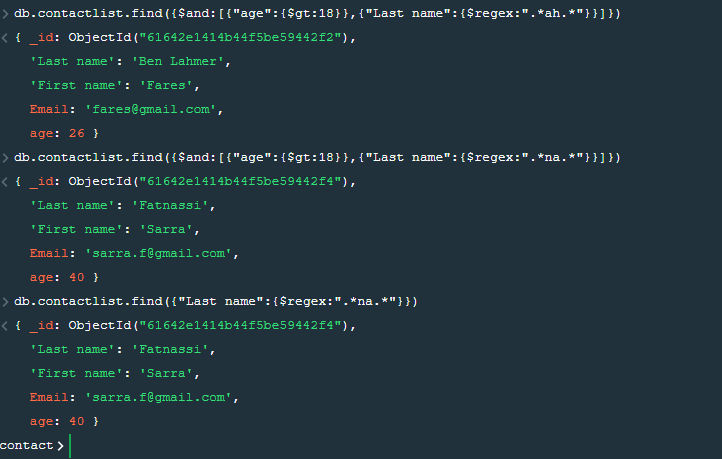 > db.contactlist.find({$and:[{"age":{$gt:18}},{"Last name":{$regex:".*ah.*"}}]})
< { _id: ObjectId("61642e1414b44f5be59442f2"),
'Last name': 'Ben Lahmer',
'First name': 'Fares',
Email: 'fares@gmail.com',
age: 26 }
> db.contactlist.find({$and:[{"age":{$gt:18}},{"Last name":{$regex:".*na.*"}}]})
< { _id: ObjectId("61642e1414b44f5be59442f4"),
'Last name': 'Fatnassi',
'First name': 'Sarra',
Email: 'sarra.f@gmail.com',
age: 40 }
> db.contactlist.find({"Last name":{$regex:".*na.*"}})
< { _id: ObjectId("61642e1414b44f5be59442f4"),
'Last name': 'Fatnassi',
'First name': 'Sarra',
Email: 'sarra.f@gmail.com',
age: 40 }
contact >